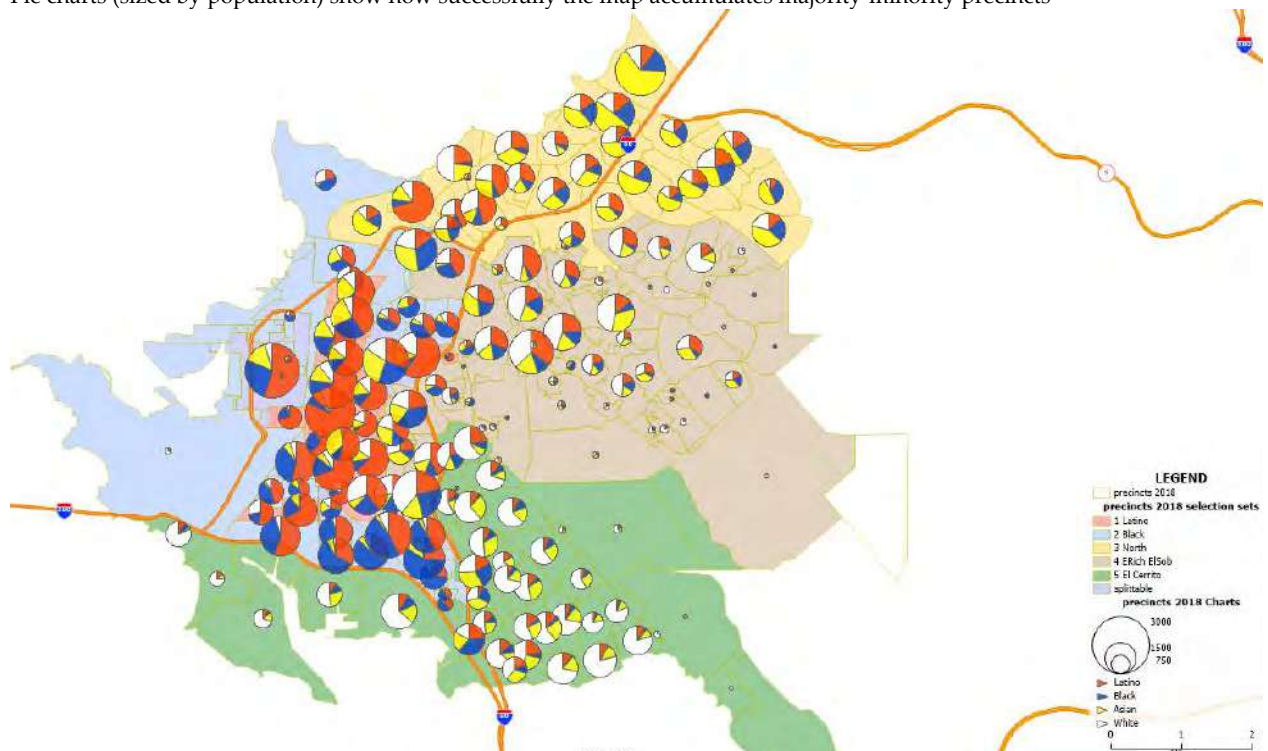 Pie charts (sized by population) show how successfully the map accumulates majority-minority precincts
80
4
LEGEND
precincts 2018
precincts 2018 selection sets
1 Latino
2 Black
3 North
4 ERich ElSob
5 El Cerrito
splittable
precincts 2018 Charts
3000
1500
750
Latino
Black
Asian
White
0 1 2